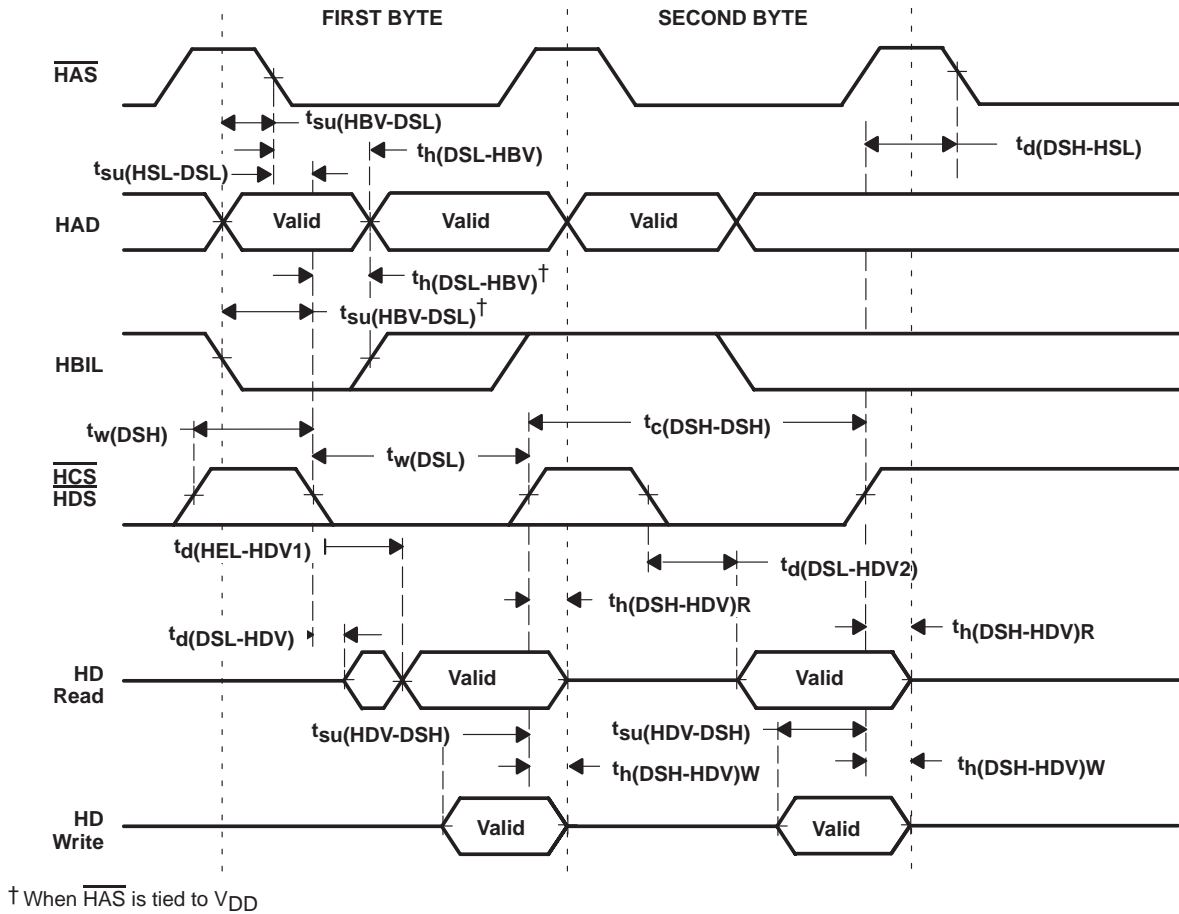 FIRST BYTE SECOND BYTE
HAS
tsu(HBV-DSL)
th(DSL-HBV)
td(DSH-HSL)
tsu(HSL-DSL)
HAD Valid Valid Valid
th(DSL-HBV)†
tsu(HBV-DSL)†
HBIL
tw(DSH)
tc(DSH-DSH)
tw(DSL)
HCS
HDS
td(HEL-HDV1)
td(DSL-HDV2)
th(DSH-HDV)R
th(DSH-HDV)R
td(DSL-HDV)
HD
Read
Valid Valid
tsu(HDV-DSH) tsu(HDV-DSH)
th(DSH-HDV)W th(DSH-HDV)W
HD
Write
Valid Valid
† When HAS is tied to VDD